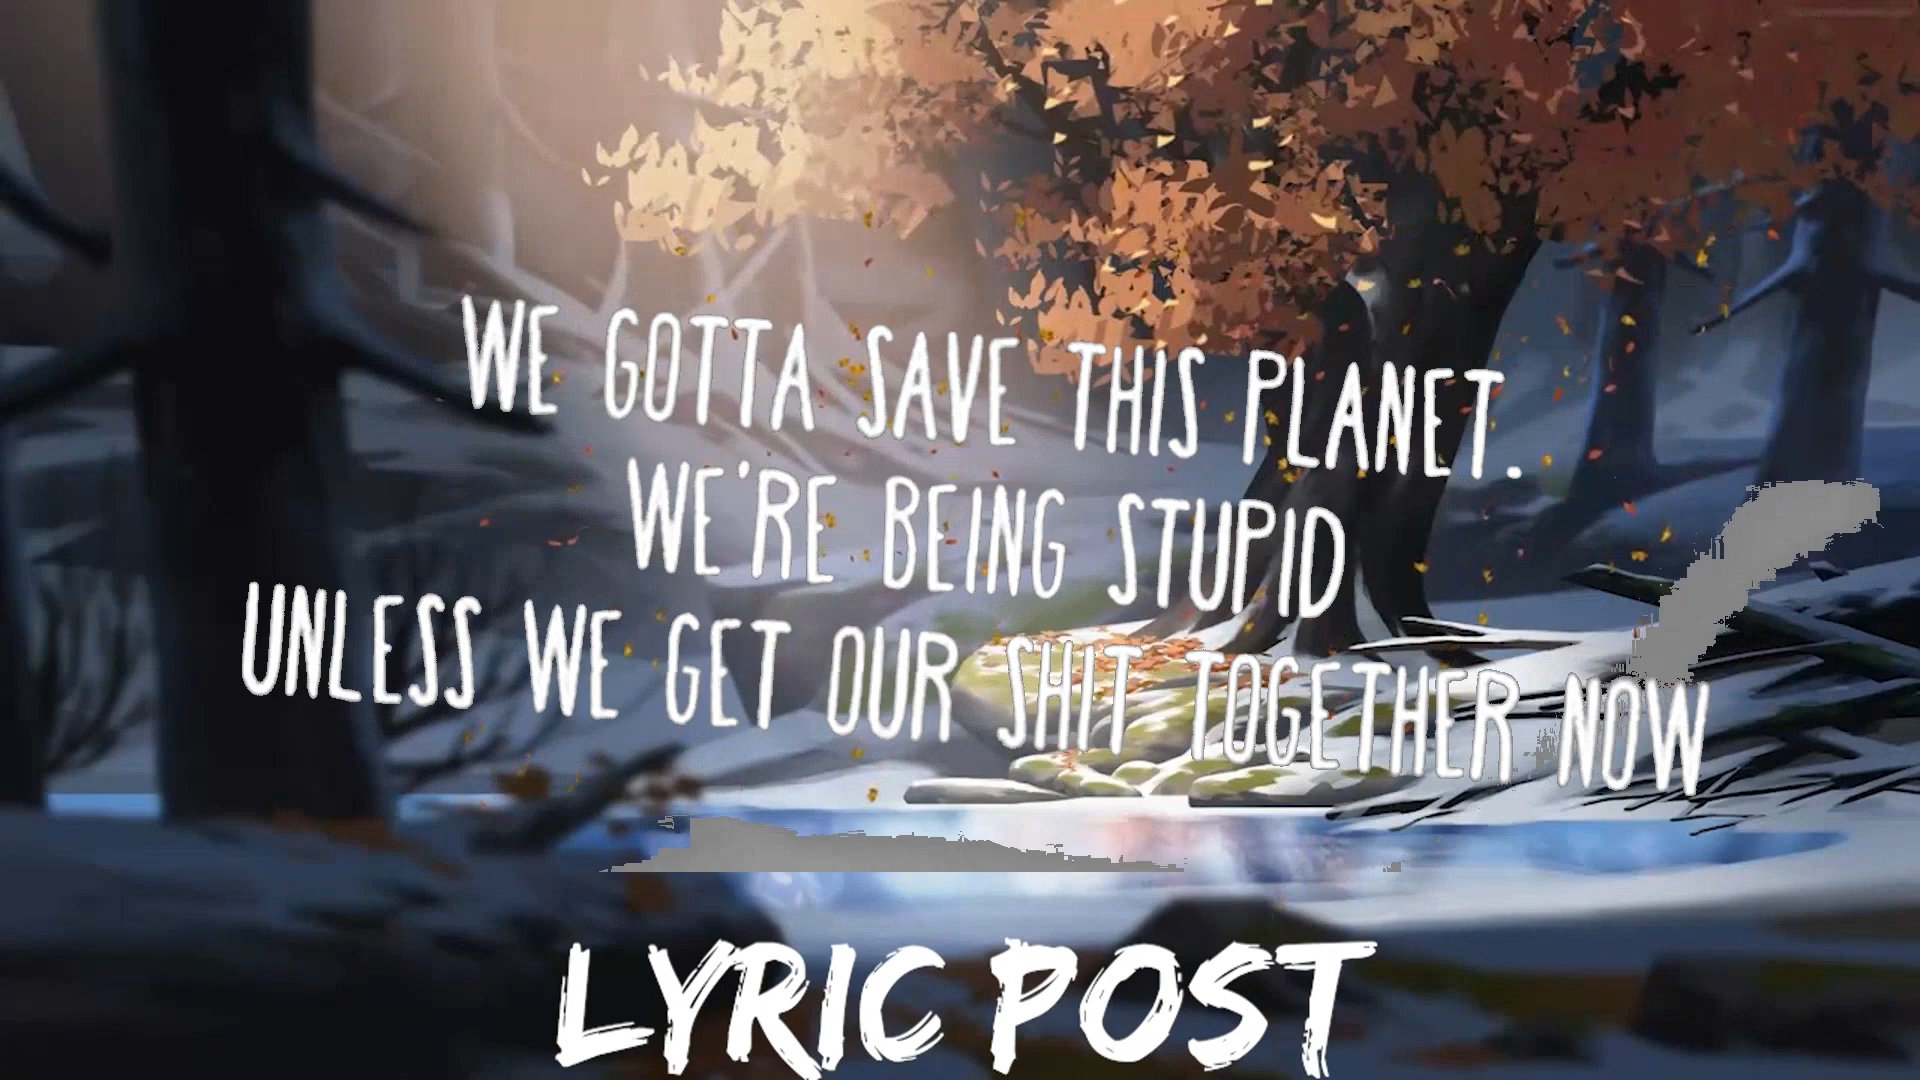 WE GOTTA SAVE THIS PLANET.
WE'RE BEING STUPID
UNLESS WE GET OUR SHIT TOGETHER NOW
LYRIC POST